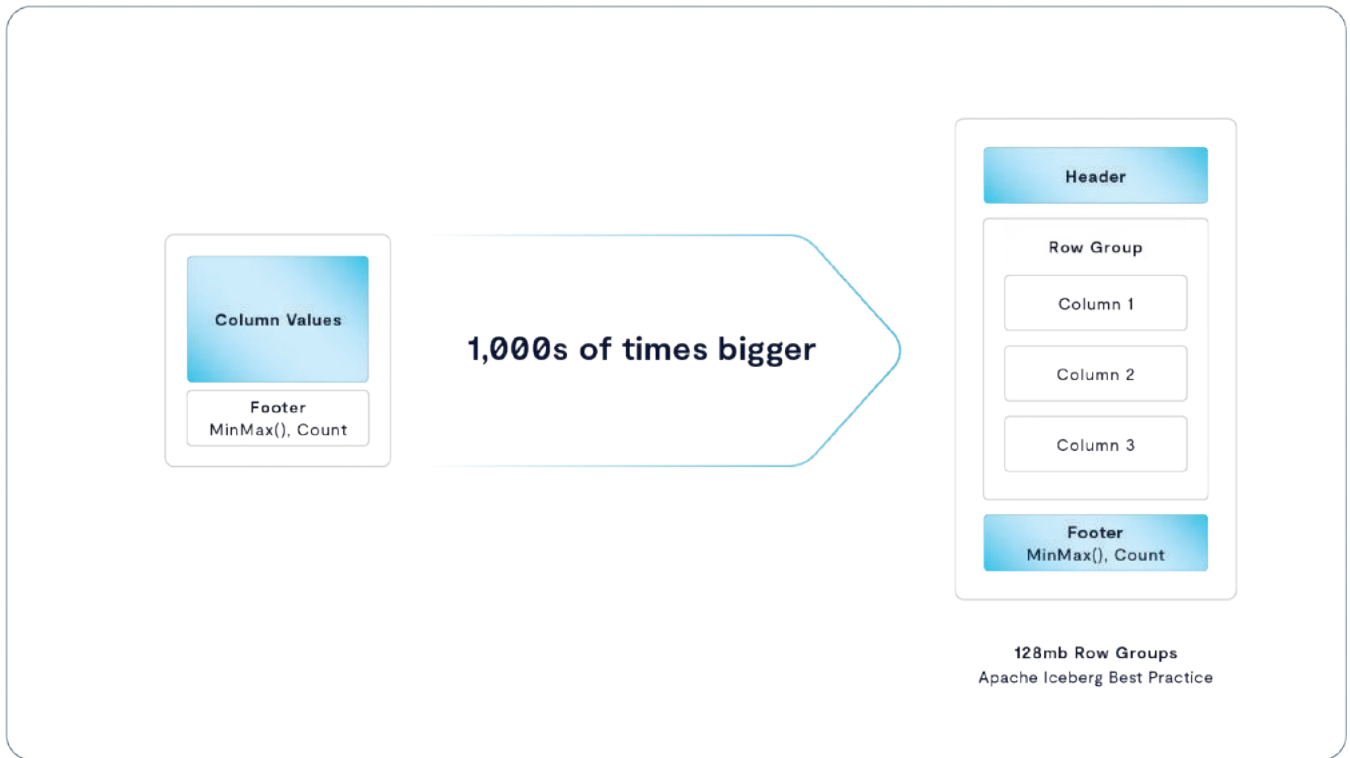 Column Values
Footer
MinMax(), Count
1,000s of times bigger
Header
Row Group
Column 1
Column 2
Column 3
Footer
MinMax(), Count
128mb Row Groups
Apache Iceberg Best Practice